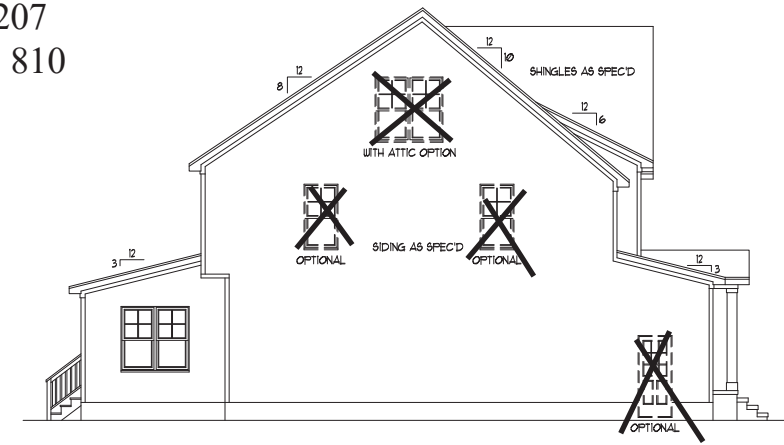 207
810
12
10
SHINGLES AS SPEC'D
12
8
12
6
WITH ATTIC OPTION
12
3
OPTIONAL
SIDING AS SPEC'D
OPTIONAL
12
3
OPTIONAL